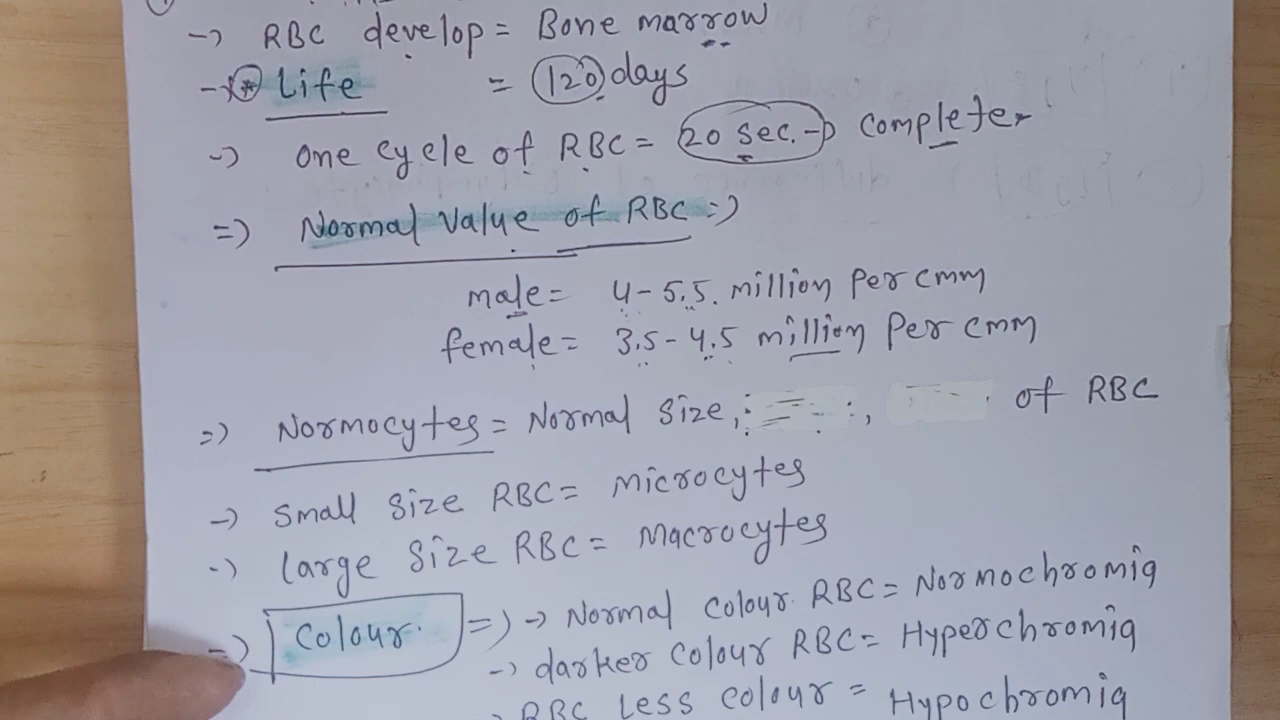 -> RBC develop = Bone marrow
-> * Life = 120 days
-> One cycle of RBC = 20 sec. -> complete
=> Normal Value of RBC =>
male = 4 - 5.5. million Per cmm
female = 3.5 - 4.5 million Per cmm
=> Normocytes = Normal Size, , of RBC
-> Small Size RBC = Microcytes
-> Large Size RBC = Macrocytes
-> Colour => -> Normal colour RBC = Normochromia
-> darker colour RBC = Hyperchromia
-> RBC Less colour = Hypochromia